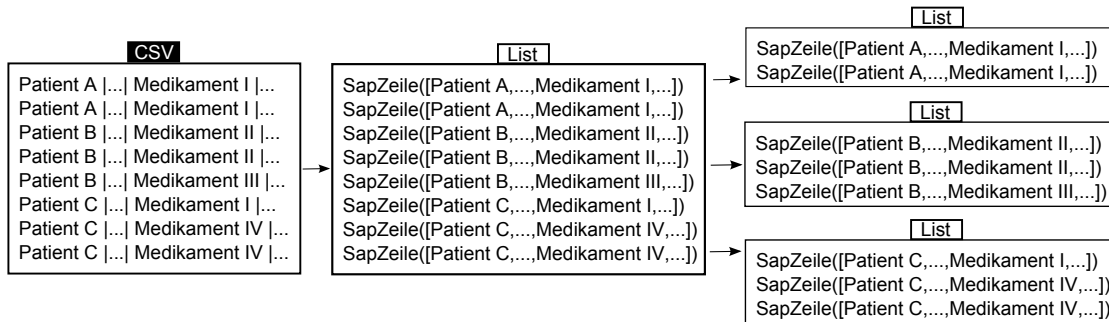 CSV
Patient A |...| Medikament I |...
Patient A |...| Medikament I |...
Patient B |...| Medikament II |...
Patient B |...| Medikament II |...
Patient B |...| Medikament III |...
Patient C |...| Medikament I |...
Patient C |...| Medikament IV |...
Patient C |...| Medikament IV |...
List
SapZeile([Patient A,...,Medikament I,...])
SapZeile([Patient A,...,Medikament I,...])
SapZeile([Patient B,...,Medikament II,...])
SapZeile([Patient B,...,Medikament II,...])
SapZeile([Patient B,...,Medikament III,...])
SapZeile([Patient C,...,Medikament I,...])
SapZeile([Patient C,...,Medikament IV,...])
SapZeile([Patient C,...,Medikament IV,...])
List
SapZeile([Patient A,...,Medikament I,...])
SapZeile([Patient A,...,Medikament I,...])
List
SapZeile([Patient B,...,Medikament II,...])
SapZeile([Patient B,...,Medikament II,...])
SapZeile([Patient B,...,Medikament III,...])
List
SapZeile([Patient C,...,Medikament I,...])
SapZeile([Patient C,...,Medikament IV,...])
SapZeile([Patient C,...,Medikament IV,...])